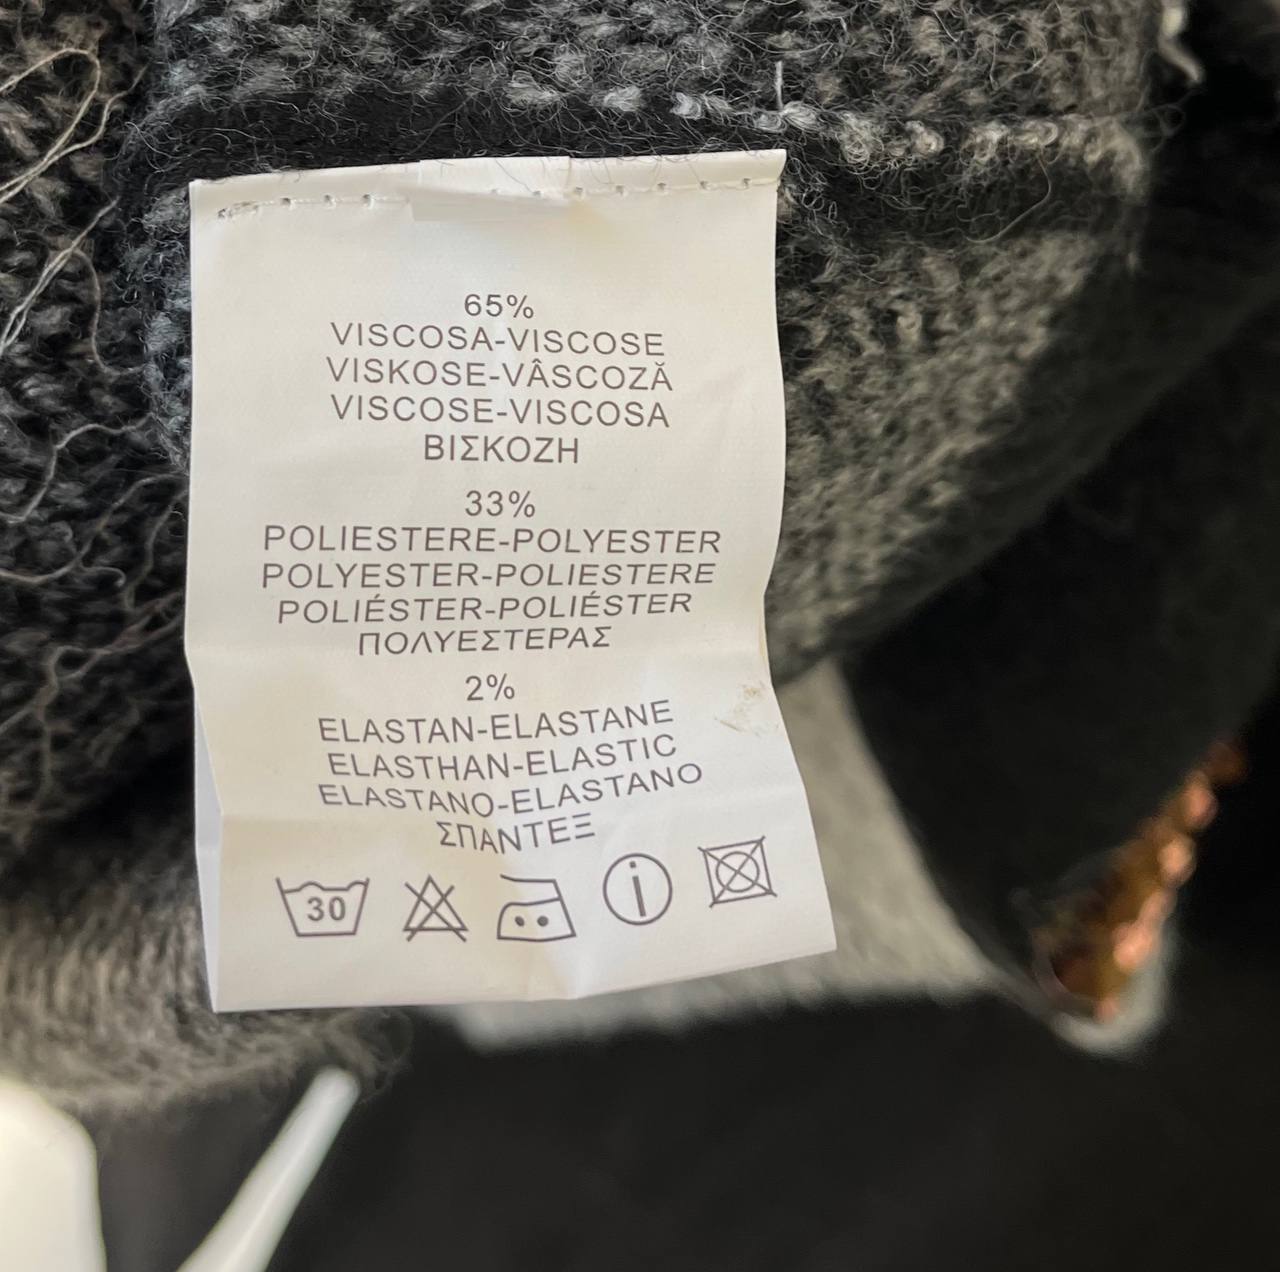 65%
VISCOSA-VISCOSE
VISKOSE-VÂSCOZĂ
VISCOSE-VISCOSA
ΒΙΣΚΟΖΗ
33%
POLIESTERE-POLYESTER
POLYESTER-POLIESTERE
POLIÉSTER-POLIÉSTER
ΠΟΛΥΕΣΤΕΡΑΣ
2%
ELASTAN-ELASTANE
ELASTHAN-ELASTIC
ELASTANO-ELASTANO
ΣΠΑΝΤΕΞ
30 i